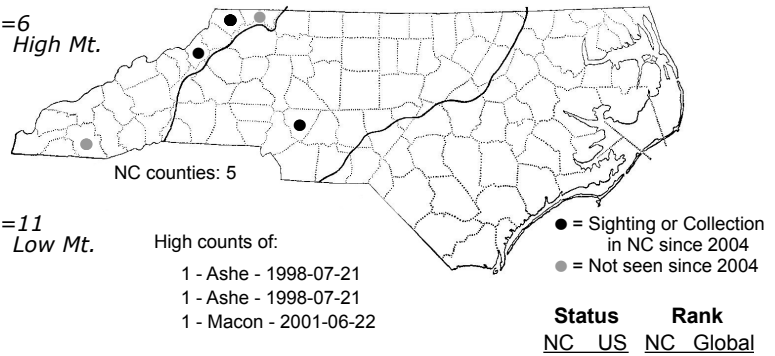 =6
High Mt.
NC counties: 5
=11
Low Mt.
High counts of:
1 - Ashe - 1998-07-21
1 - Ashe - 1998-07-21
1 - Macon - 2001-06-22
● = Sighting or Collection
in NC since 2004
● = Not seen since 2004
Status Rank
NC US NC Global